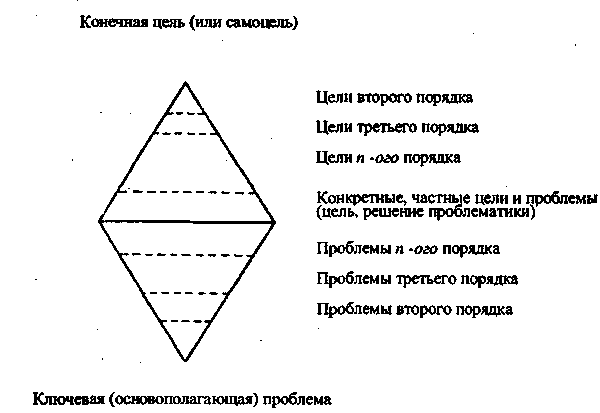 Конечная цель (или самоцель)
Цели второго порядка
Цели третьего порядка
Цели n -ого порядка
Конкретные, частные цели и проблемы
(цель, решение проблематики)
Проблемы n -ого порядка
Проблемы третьего порядка
Проблемы второго порядка
Ключевая (основополагающая) проблема